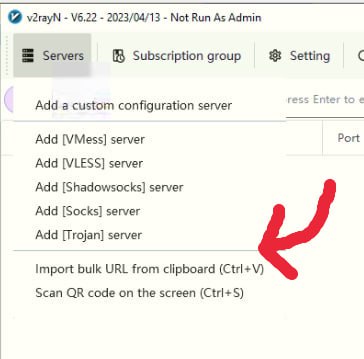 v2rayN - V6.22 - 2023/04/13 - Not Run As Admin
Servers Subscription group Setting
Add a custom configuration server
ress Enter to e
Add [VMess] server Port
Add [VLESS] server
Add [Shadowsocks] server
Add [Socks] server
Add [Trojan] server
Import bulk URL from clipboard (Ctrl+V)
Scan QR code on the screen (Ctrl+S)